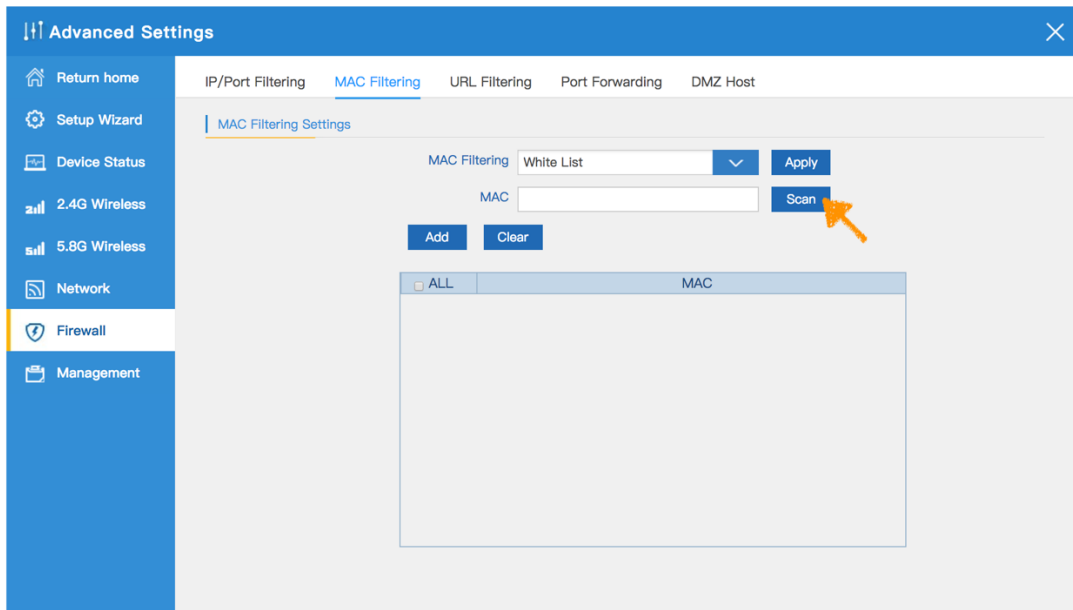 Advanced Settings
Return home
Setup Wizard
Device Status
2.4G Wireless
5.8G Wireless
Network
Firewall
Management
IP/Port Filtering MAC Filtering URL Filtering Port Forwarding DMZ Host
MAC Filtering Settings
MAC Filtering White List Apply
MAC Scan
Add Clear
ALL MAC